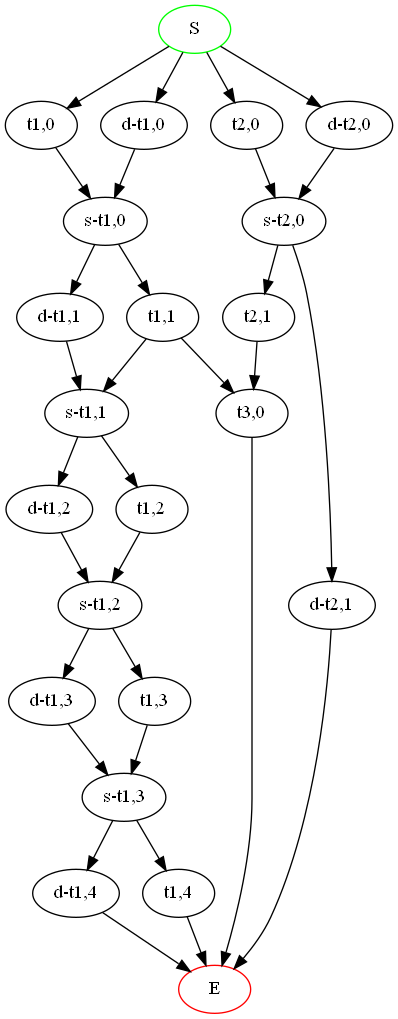 S
t1,0
d-t1,0
t2,0
d-t2,0
s-t1,0
s-t2,0
d-t1,1
t1,1
t2,1
s-t1,1
t3,0
d-t1,2
t1,2
s-t1,2
d-t2,1
d-t1,3
t1,3
s-t1,3
d-t1,4
t1,4
E